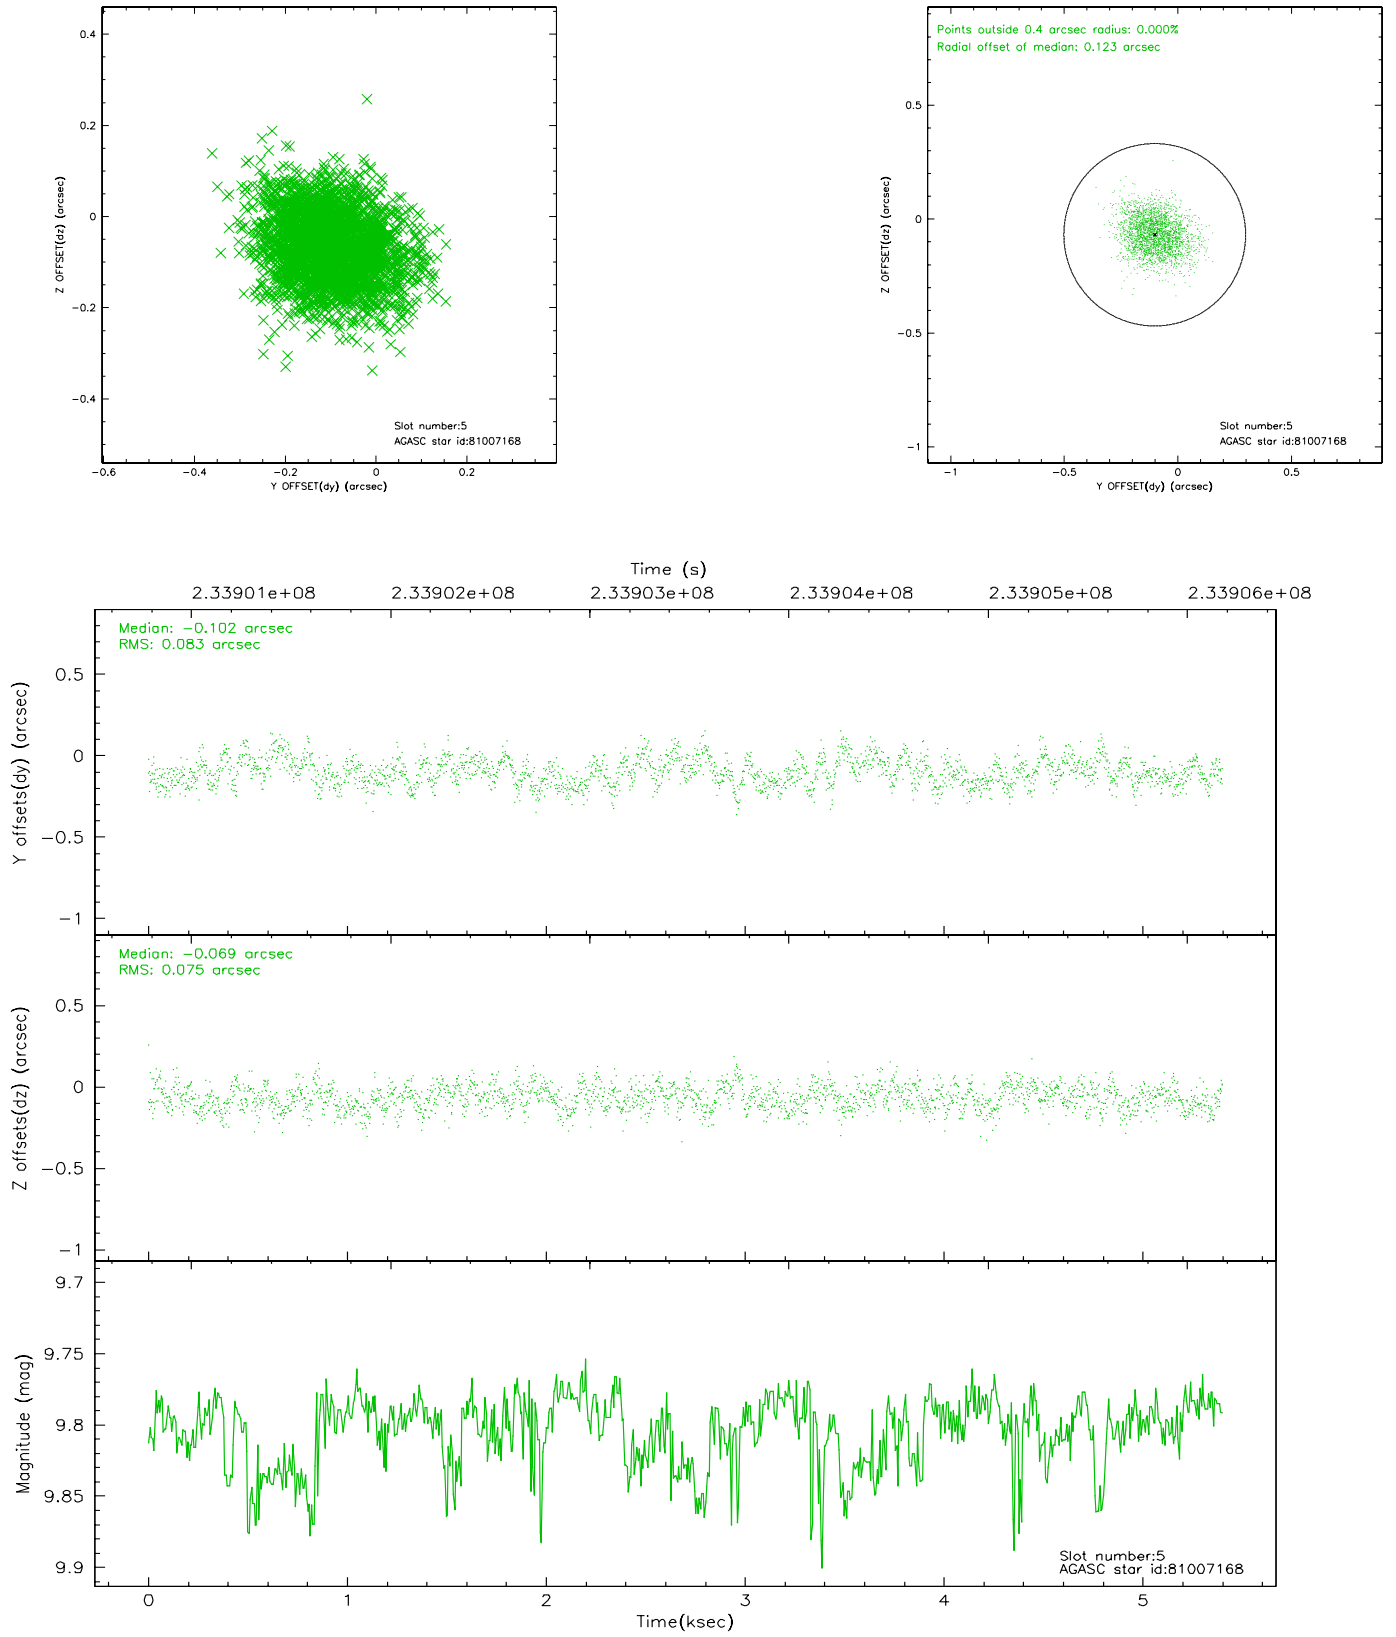 0.4
0.2
0
−0.2
−0.4
−0.6
−0.4
−0.2
0
0.2
Z OFFSET(dz) (arcsec)
Y OFFSET(dy) (arcsec)
Slot number:5
AGASC star id:81007168
Points outside 0.4 arcsec radius: 0.000%
Radial offset of median: 0.123 arcsec
0.5
0
−0.5
−1
−1
−0.5
0
0.5
Z OFFSET(dz) (arcsec)
Y OFFSET(dy) (arcsec)
Slot number:5
AGASC star id:81007168
Time (s)
2.33901e+08
2.33902e+08
2.33903e+08
2.33904e+08
2.33905e+08
2.33906e+08
Median: −0.102 arcsec
RMS: 0.083 arcsec
0.5
0
−0.5
−1
Y offsets(dy) (arcsec)
Median: −0.069 arcsec
RMS: 0.075 arcsec
0.5
0
−0.5
−1
Z offsets(dz) (arcsec)
9.7
9.75
9.8
9.85
9.9
Magnitude (mag)
Slot number:5
AGASC star id:81007168
0
1
2
3
4
5
Time(ksec)